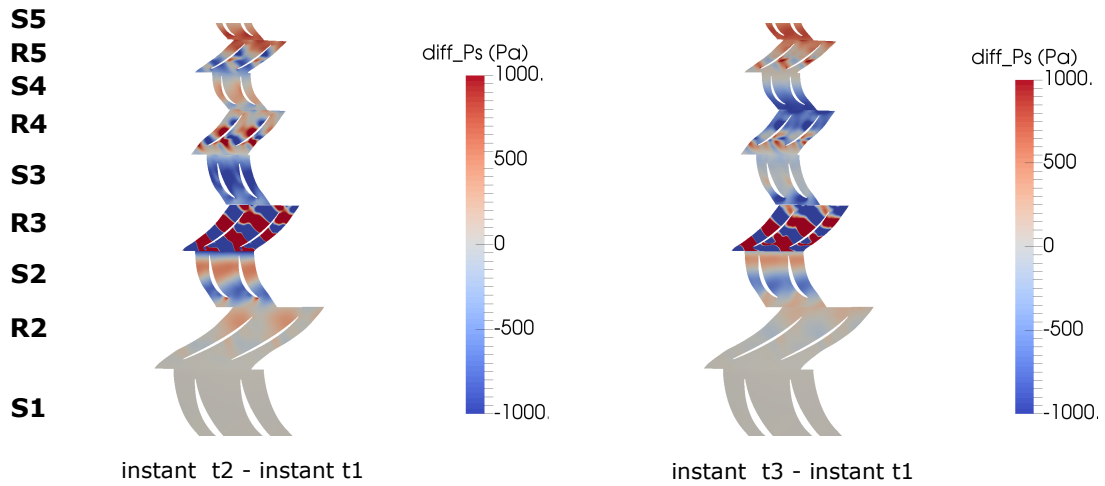 S5
R5
S4
R4
S3
R3
S2
R2
S1
diff_Ps (Pa)
1000.
500
0
-500
-1000.
instant t2 - instant t1
diff_Ps (Pa)
1000.
500
0
-500
-1000.
instant t3 - instant t1